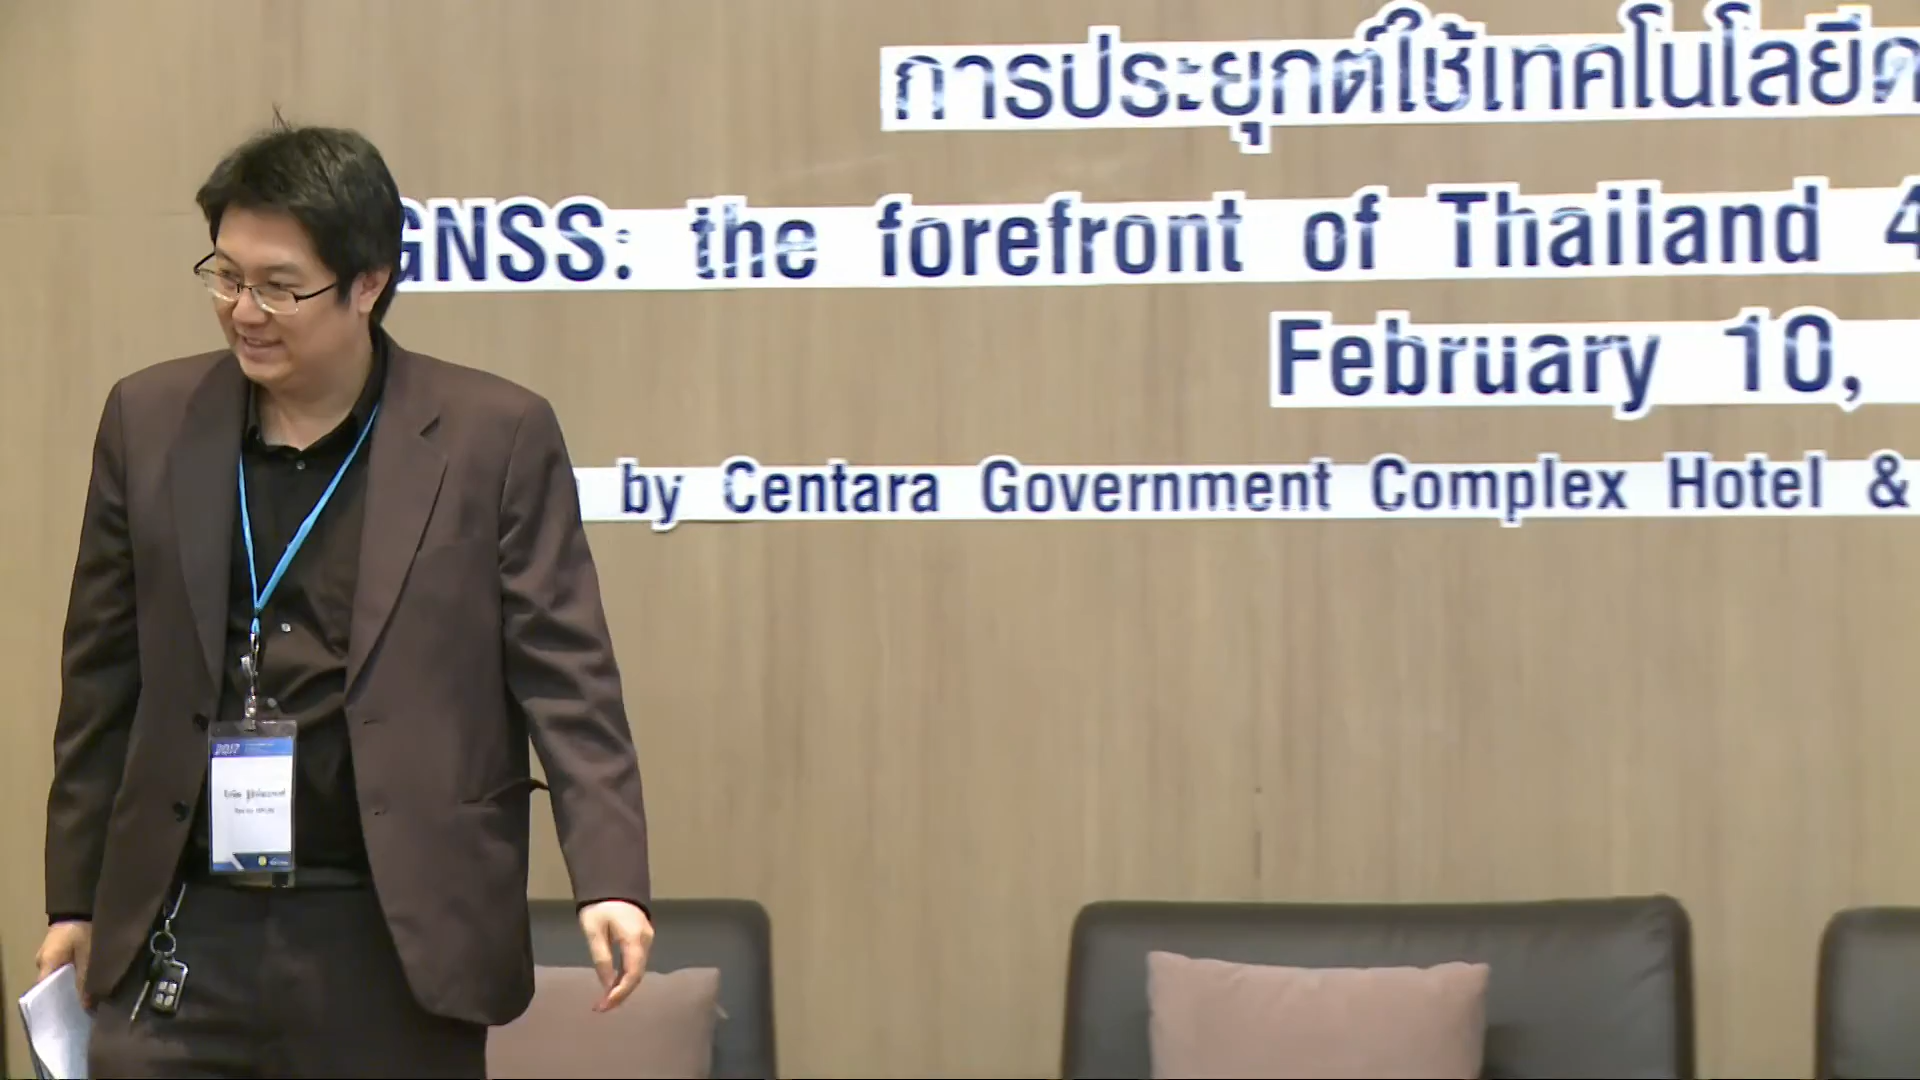 การประยุกต์ใช้เทคโนโลยี
GNSS: the forefront of Thailand 4
February 10,
by Centara Government Complex Hotel &
2017